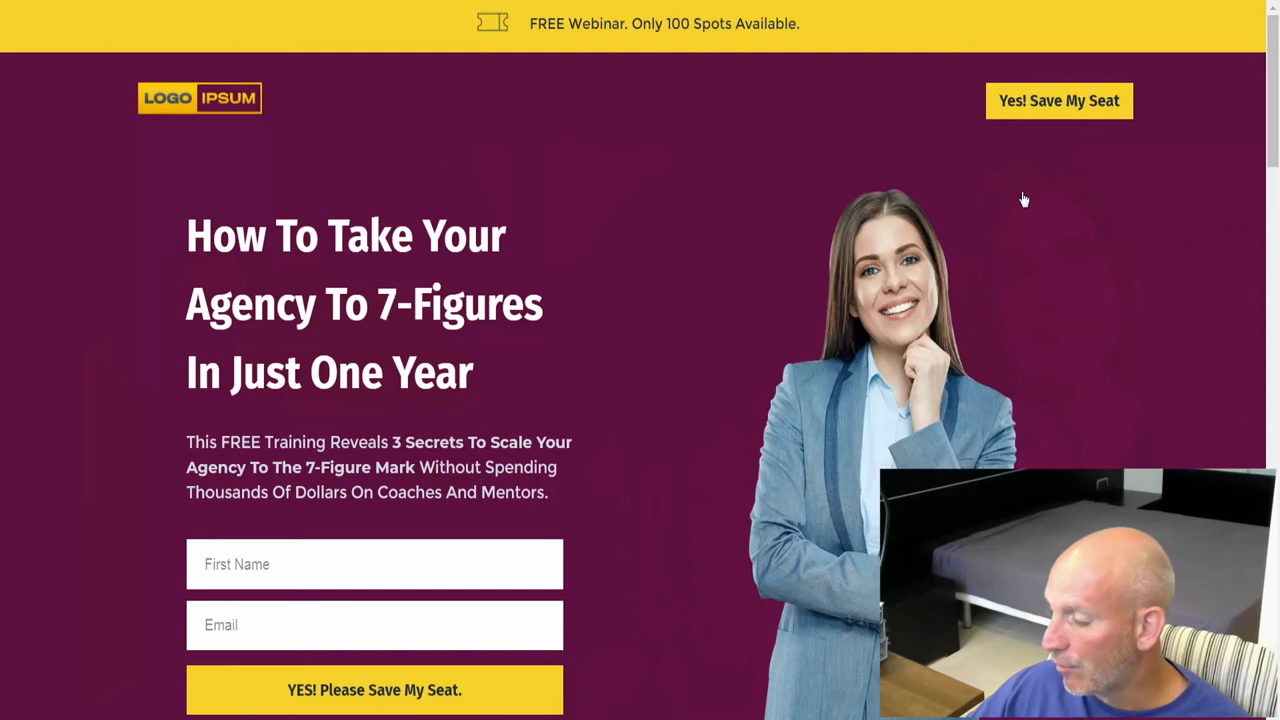 FREE Webinar. Only 100 Spots Available.
LOGO IPSUM
Yes! Save My Seat
How To Take Your
Agency To 7-Figures
In Just One Year
This FREE Training Reveals 3 Secrets To Scale Your
Agency To The 7-Figure Mark Without Spending
Thousands Of Dollars On Coaches And Mentors.
First Name
Email
YES! Please Save My Seat.